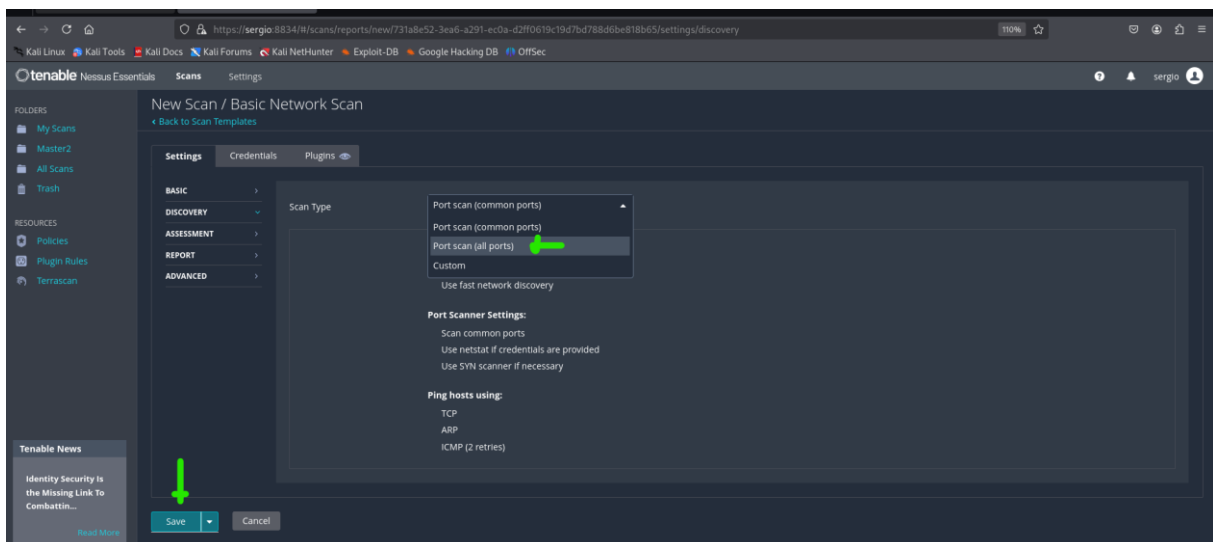 https://sergio:8834/#/scans/reports/new/731a8e52-3ea6-a291-ec0a-d2ff0619c19d7bd788d6be818b65/settings/discovery
110%
Kali Linux Kali Tools Kali Docs Kali Forums Kali NetHunter Exploit-DB Google Hacking DB OffSec
tenable Nessus Essentials Scans Settings sergio
FOLDERS
My Scans
Master2
All Scans
Trash
RESOURCES
Policies
Plugin Rules
Terrascan
Tenable News
Identity Security Is
the Missing Link To
Combattin...
Read More
New Scan / Basic Network Scan
Back to Scan Templates
Settings Credentials Plugins
BASIC
DISCOVERY
ASSESSMENT
REPORT
ADVANCED
Scan Type
Port scan (common ports)
Port scan (common ports)
Port scan (all ports)
Custom
Use fast network discovery
Port Scanner Settings:
Scan common ports
Use netstat if credentials are provided
Use SYN scanner if necessary
Ping hosts using:
TCP
ARP
ICMP (2 retries)
Save Cancel